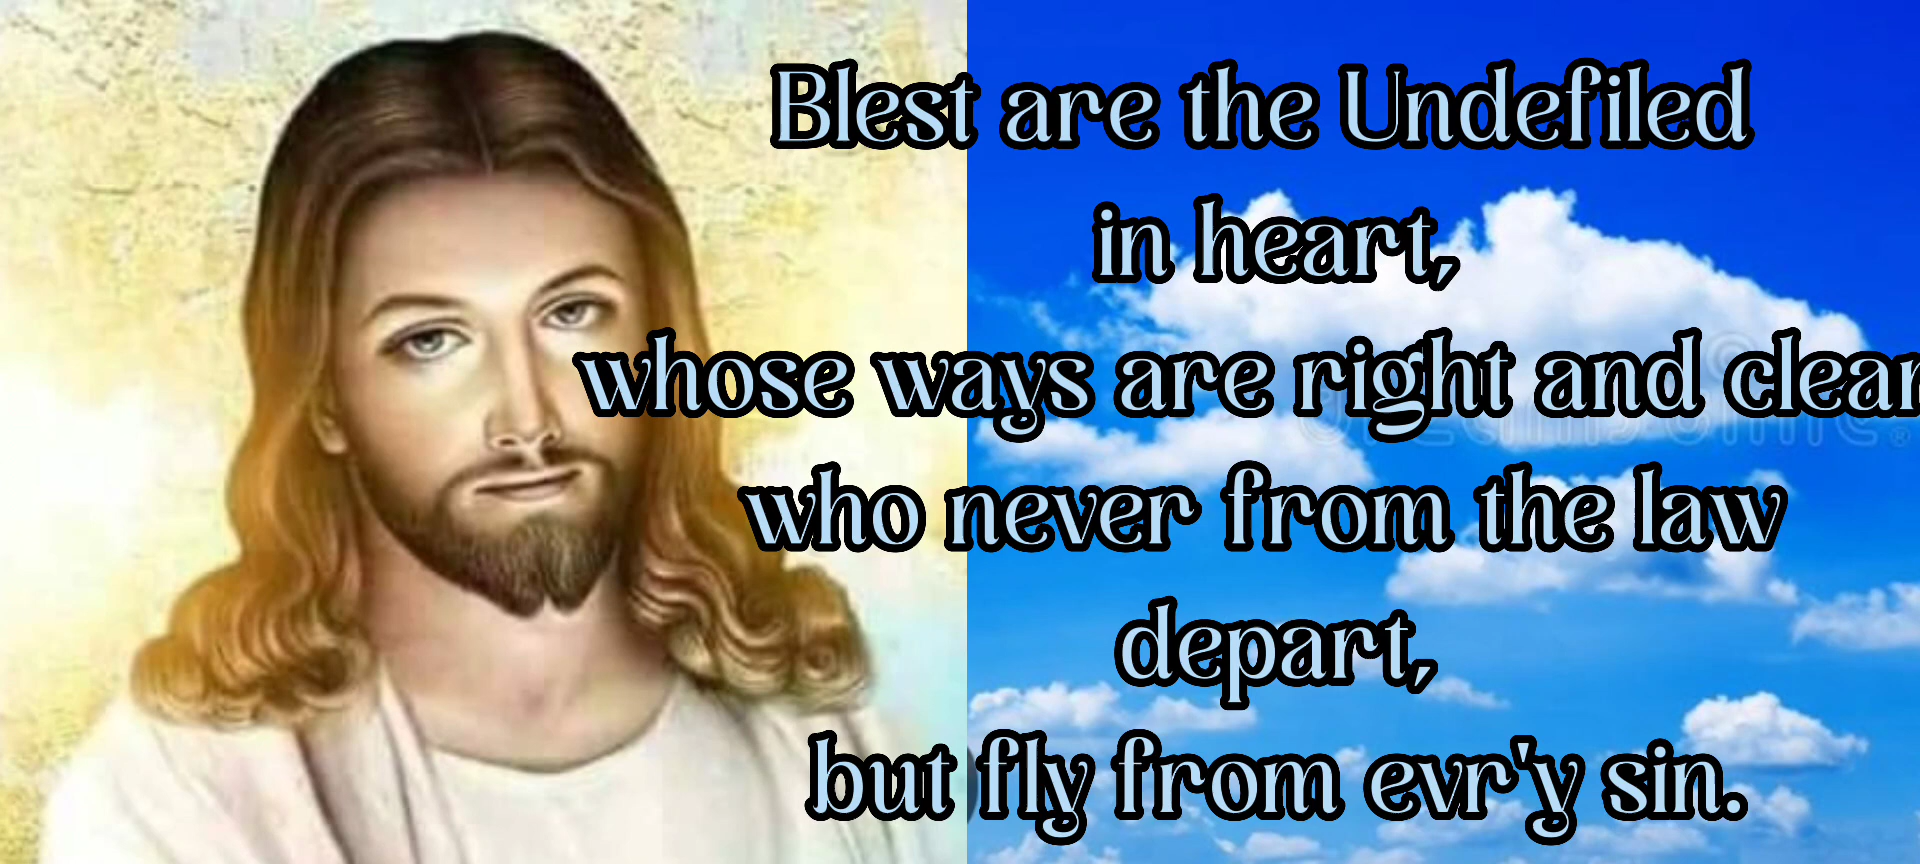 Blest are the Undefiled
in heart,
whose ways are right and clear
who never from the law
depart,
but fly from evr'y sin.
dreamstime